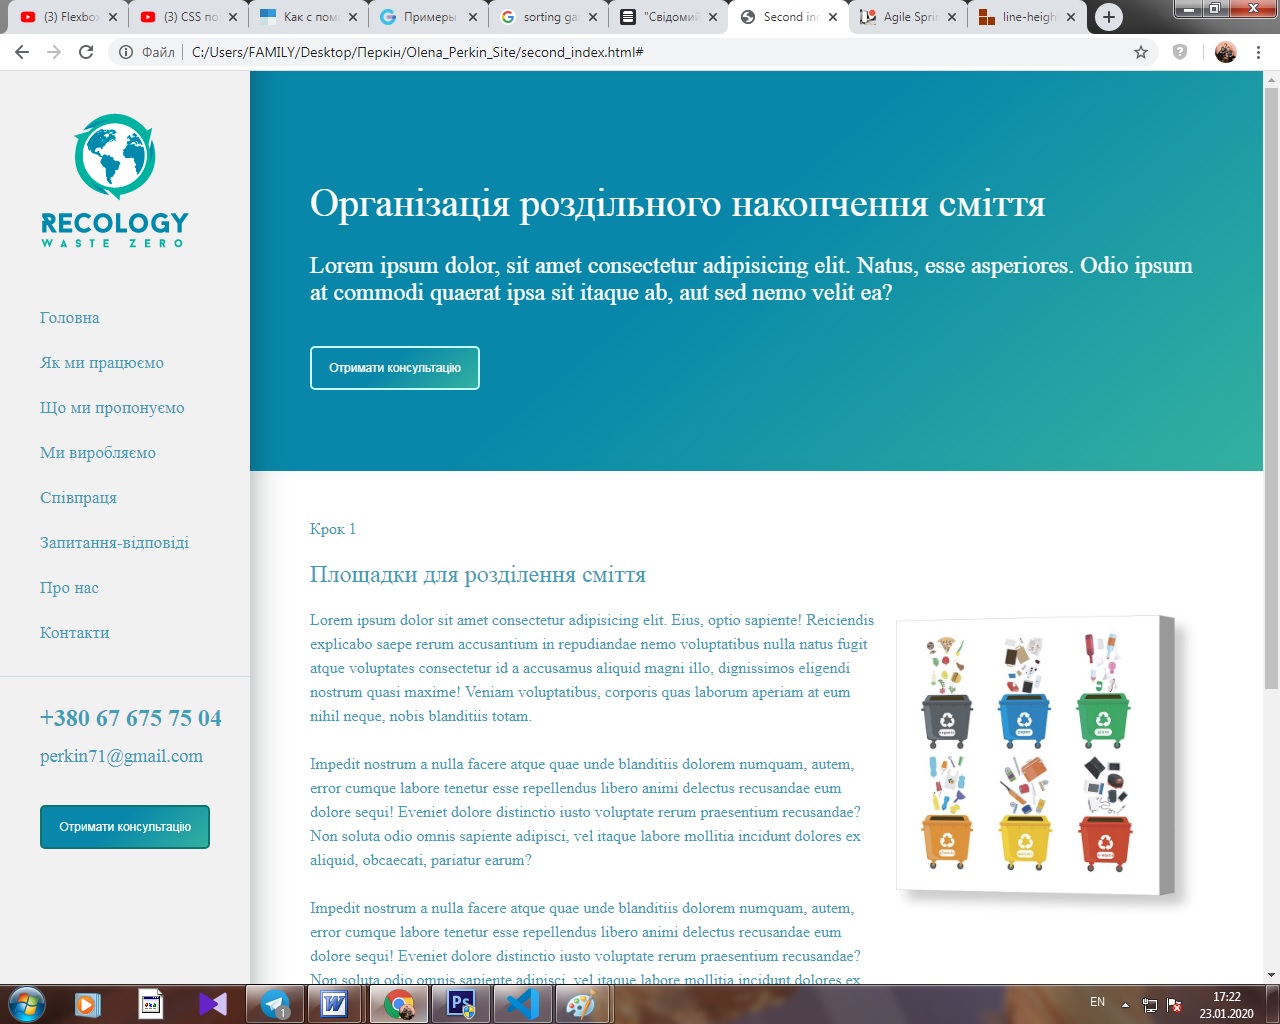 (3) Flexbox
(3) CSS по
Как с пом
Примеры
sorting gar
"Свідомий
Second ind
Agile Sprin
line-heigh
Файл
C:/Users/FAMILY/Desktop/Перкін/Olena_Perkin_Site/second_index.html#
RECOLOGY
WASTE ZERO
Головна
Як ми працюємо
Що ми пропонуємо
Ми виробляємо
Співпраця
Запитання-відповіді
Про нас
Контакти
+380 67 675 75 04
perkin71@gmail.com
Отримати консультацію
Організація роздільного накопчення сміття
Lorem ipsum dolor, sit amet consectetur adipisicing elit. Natus, esse asperiores. Odio ipsum
at commodi quaerat ipsa sit itaque ab, aut sed nemo velit ea?
Отримати консультацію
Крок 1
Площадки для розділення сміття
Lorem ipsum dolor sit amet consectetur adipisicing elit. Eius, optio sapiente! Reiciendis
explicabo saepe rerum accusantium in repudiandae nemo voluptatibus nulla natus fugit
atque voluptates consectetur id a accusamus aliquid magni illo, dignissimos eligendi
nostrum quasi maxime! Veniam voluptatibus, corporis quas laborum aperiam at eum
nihil neque, nobis blanditiis totam.
Impedit nostrum a nulla facere atque quae unde blanditiis dolorem numquam, autem,
error cumque labore tenetur esse repellendus libero animi delectus recusandae eum
dolore sequi! Eveniet dolore distinctio iusto voluptate rerum praesentium recusandae?
Non soluta odio omnis sapiente adipisci, vel itaque labore mollitia incidunt dolores ex
aliquid, obcaecati, pariatur earum?
Impedit nostrum a nulla facere atque quae unde blanditiis dolorem numquam, autem,
error cumque labore tenetur esse repellendus libero animi delectus recusandae eum
dolore sequi! Eveniet dolore distinctio iusto voluptate rerum praesentium recusandae?
Non soluta odio omnis sapiente adipisci, vel itaque labore mollitia incidunt dolores ex
EN
17:22
23.01.2020